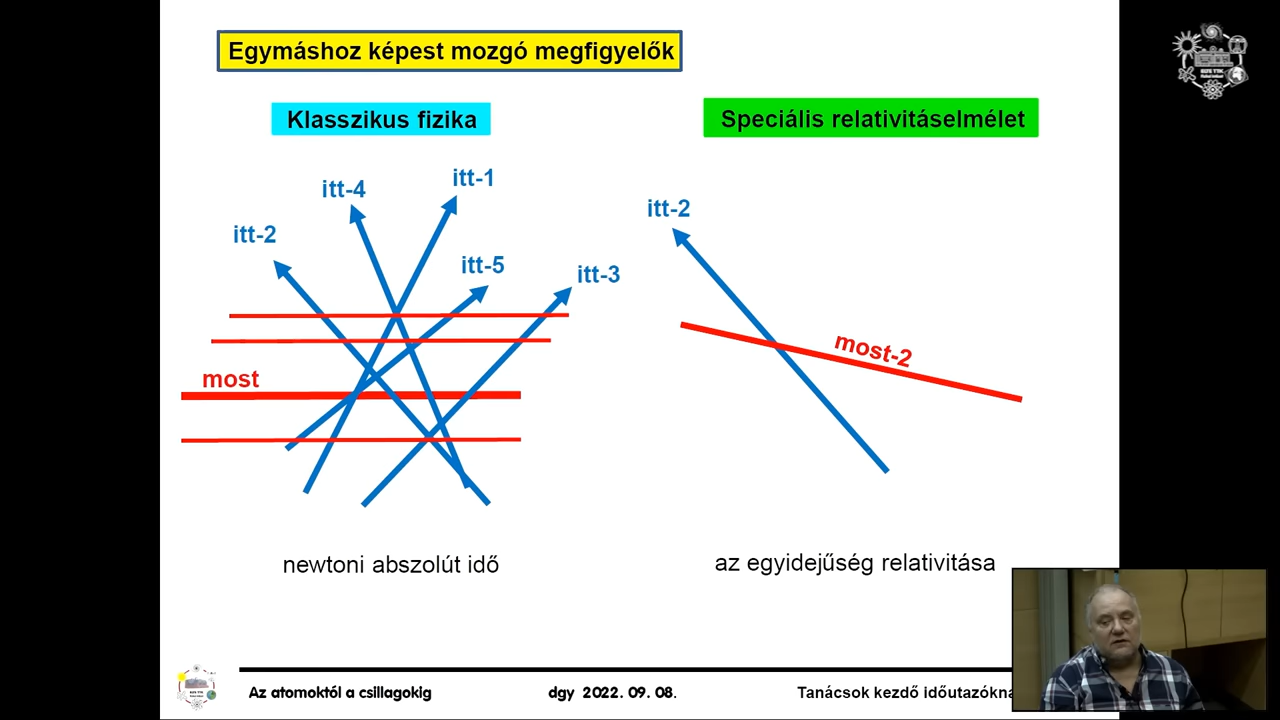 Egymáshoz képest mozgó megfigyelők
Klasszikus fizika
Speciális relativitáselmélet
itt-4
itt-1
itt-2
itt-5
itt-3
most
itt-2
most-2
newtoni abszolút idő
az egyidejűség relativitása
Az atomoktól a csillagokig
dgy 2022. 09. 08.
Tanácsok kezdő